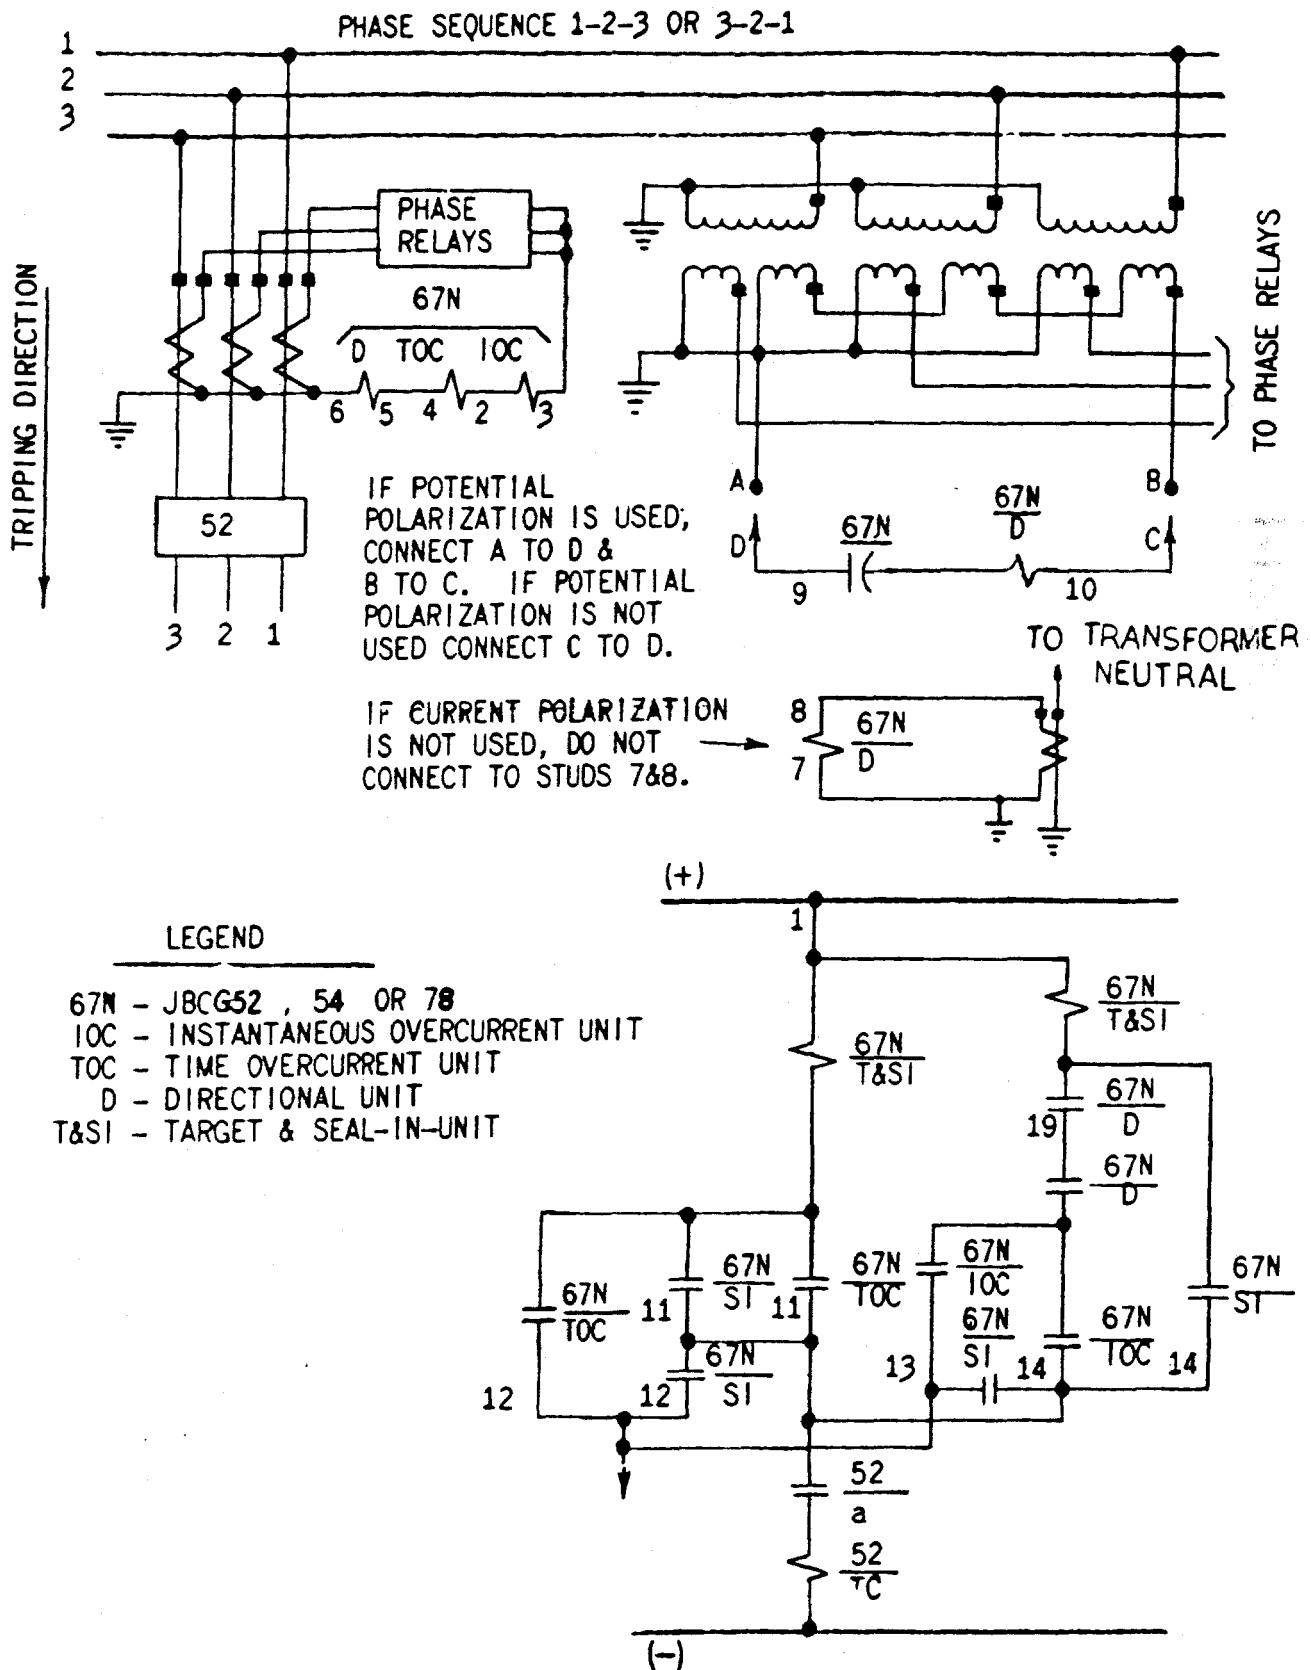 PHASE SEQUENCE 1-2-3 OR 3-2-1
1
2
3
PHASE
RELAYS
67N
D TOC IOC
6 5 4 2 3
TRIPPING DIRECTION
52
3 2 1
TO PHASE RELAYS
A
B
D
C
67N
67N
D
9
10
IF POTENTIAL
POLARIZATION IS USED,
CONNECT A TO D &
B TO C. IF POTENTIAL
POLARIZATION IS NOT
USED CONNECT C TO D.
TO TRANSFORMER
NEUTRAL
IF CURRENT POLARIZATION
IS NOT USED, DO NOT
CONNECT TO STUDS 7&8.
8
7
67N
D
LEGEND
67N - JBCG52 , 54 OR 78
IOC - INSTANTANEOUS OVERCURRENT UNIT
TOC - TIME OVERCURRENT UNIT
D - DIRECTIONAL UNIT
T&SI - TARGET & SEAL-IN-UNIT
(+)
1
67N
T&SI
67N
T&SI
19
67N
D
67N
D
67N
TOC
12
11
67N
SI
11
67N
TOC
12
67N
SI
67N
IOC
67N
SI
13
14
67N
TOC
14
67N
SI
52
a
52
TC
(-)